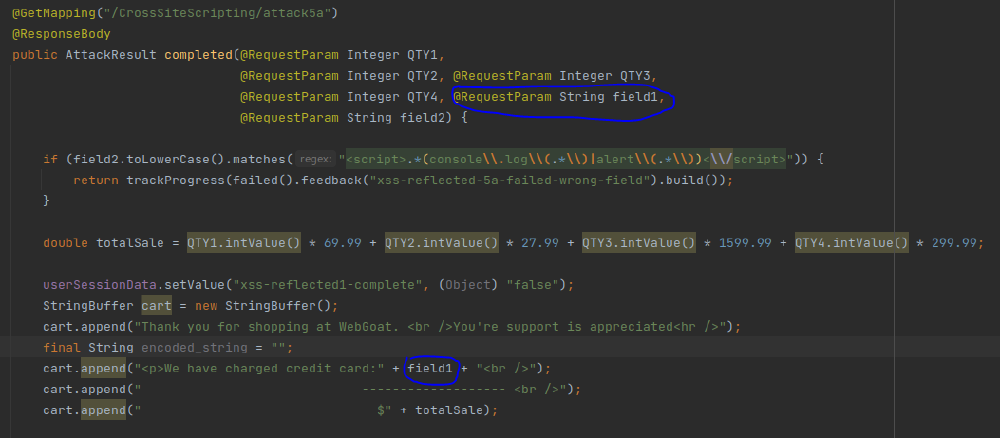 @GetMapping("/CrossSiteScripting/attack5a")
@ResponseBody
public AttackResult completed(@RequestParam Integer QTY1,
@RequestParam Integer QTY2, @RequestParam Integer QTY3,
@RequestParam Integer QTY4, @RequestParam String field1,
@RequestParam String field2) {
if (field2.toLowerCase().matches( regex: "<script>.*(console\\.log\\(.*\\)|alert\\(.*\\))<\\/script>")) {
return trackProgress(failed().feedback("xss-reflected-5a-failed-wrong-field").build());
}
double totalSale = QTY1.intValue() * 69.99 + QTY2.intValue() * 27.99 + QTY3.intValue() * 1599.99 + QTY4.intValue() * 299.99;
userSessionData.setValue("xss-reflected1-complete", (Object) "false");
StringBuffer cart = new StringBuffer();
cart.append("Thank you for shopping at WebGoat. <br />You're support is appreciated<hr />");
final String encoded_string = "";
cart.append("<p>We have charged credit card:" + field1 + "<br />");
cart.append("                             ------------------- <br />");
cart.append("                               $" + totalSale);